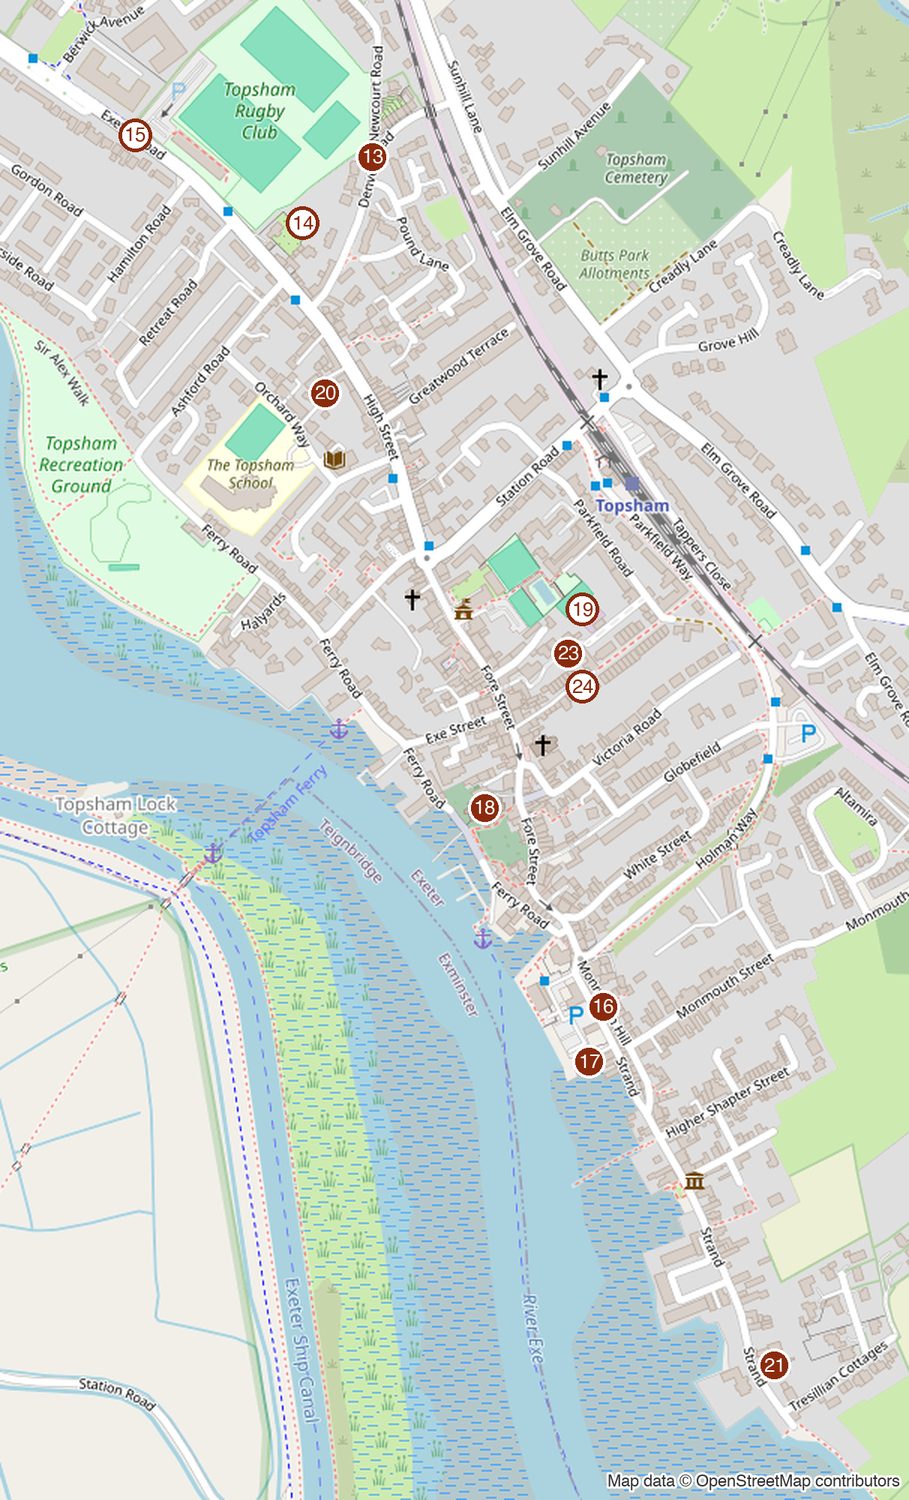 Berwick Avenue
P
Newcourt Road
Sunhill Lane
Topsham
Rugby
Club
15
13
Sunhill Avenue
Topsham
Cemetery
Gordon Road
Hamilton Road
14
Pound Lane
Elm Grove Road
Butts Park
Allotments
Creadly Lane
Creadly Lane
Retreat Road
Grove Hill
Sir Alex Walk
Ashford Road
Orchard Way
20
High Street
Greatwood Terrace
Topsham
Recreation
Ground
The Topsham
School
Station Road
Elm Grove Road
Topsham
Ferry Road
Parkfield Road
Parkfield Way
Tappers Close
Halyards
19
Ferry Road
23
24
Fore Street
Exe Street
Victoria Road
Globefield
P
Ferry Road
Topsham Ferry
Topsham Lock
Cottage
18
Altamira
Teignbridge
Exeter
Fore Street
White Street
Holman Way
Ferry Road
Monmouth
Exminster
Monmouth Street
16
P
17
Strand
Higher Shapter Street
Strand
Exeter Ship Canal
River Exe
21
Strand
Tresillian Cottages
Station Road
Map data © OpenStreetMap contributors